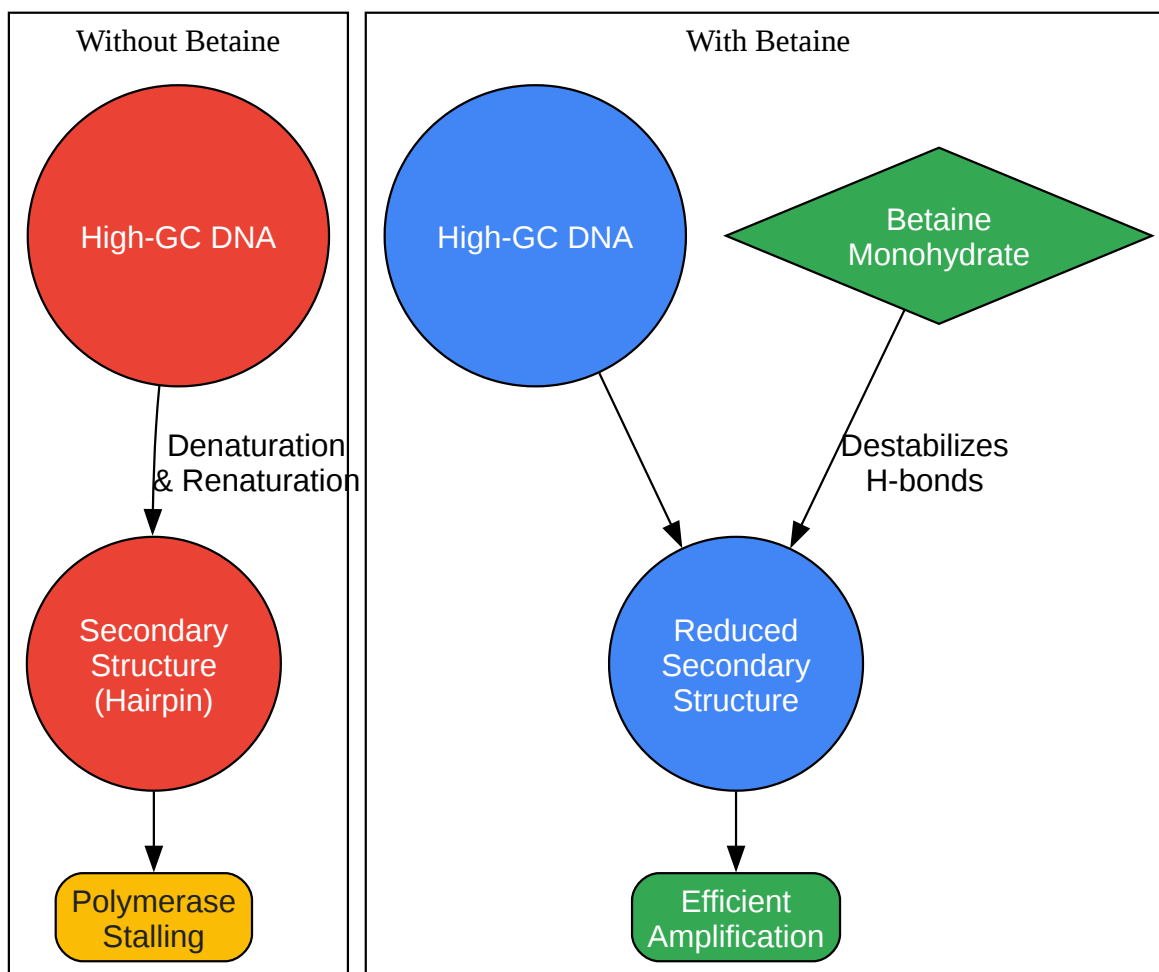 Without Betaine
High-GC DNA
Denaturation
& Renaturation
Secondary
Structure
(Hairpin)
Polymerase
Stalling
With Betaine
High-GC DNA
Betaine
Monohydrate
Destabilizes
H-bonds
Reduced
Secondary
Structure
Efficient
Amplification